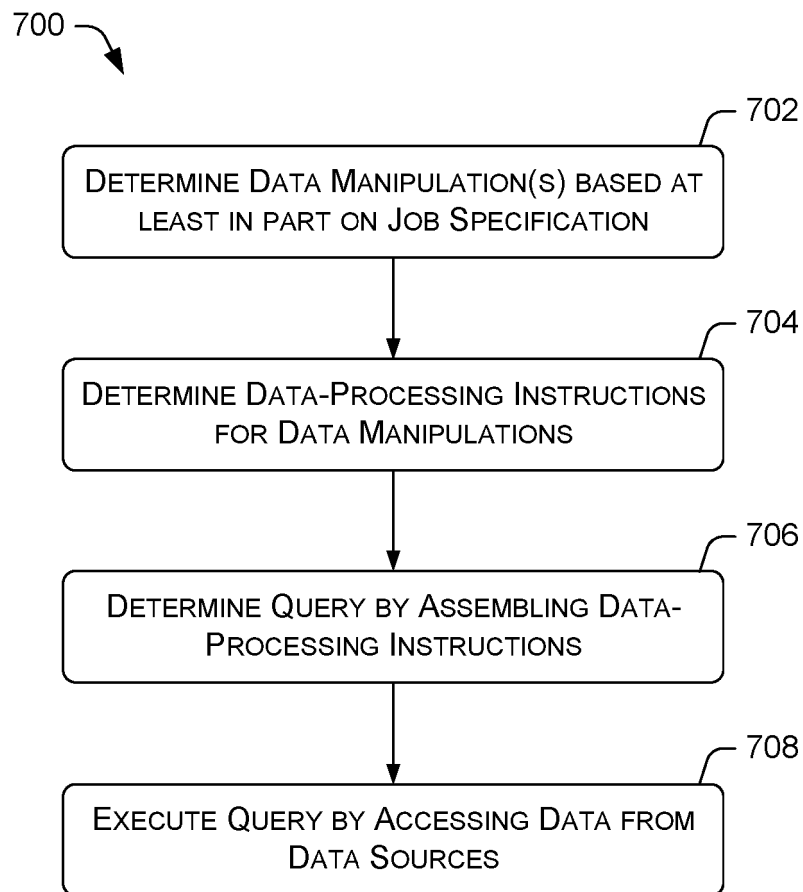 700
702
DETERMINE DATA MANIPULATION(S) BASED AT
LEAST IN PART ON JOB SPECIFICATION
704
DETERMINE DATA-PROCESSING INSTRUCTIONS
FOR DATA MANIPULATIONS
706
DETERMINE QUERY BY ASSEMBLING DATA-
PROCESSING INSTRUCTIONS
708
EXECUTE QUERY BY ACCESSING DATA FROM
DATA SOURCES